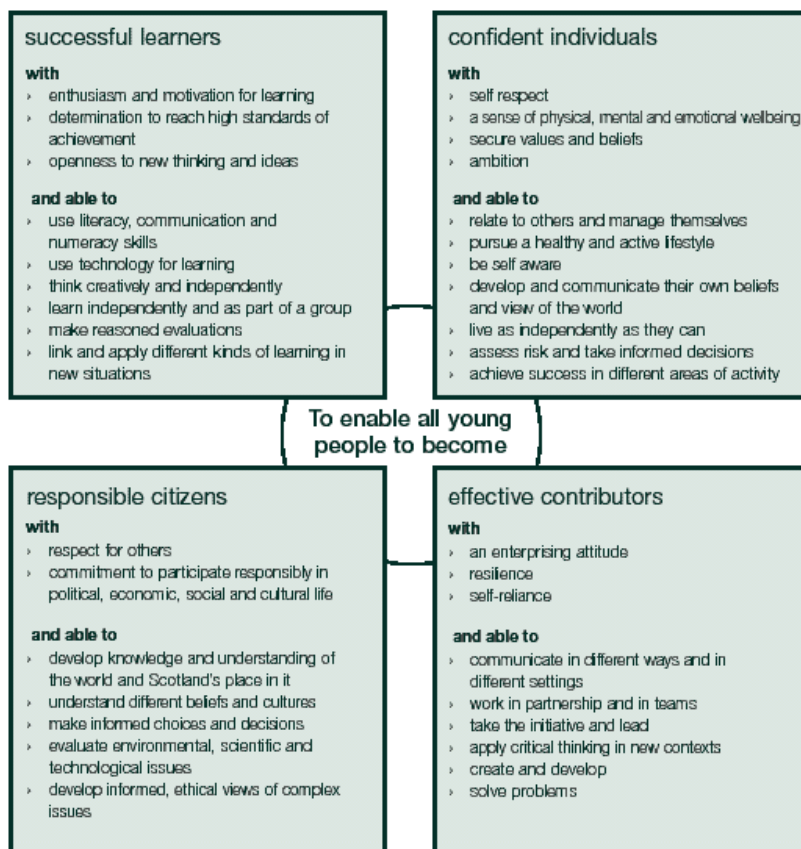 successful learners
with
› enthusiasm and motivation for learning
› determination to reach high standards of
achievement
› openness to new thinking and ideas
and able to
› use literacy, communication and
numeracy skills
› use technology for learning
› think creatively and independently
› learn independently and as part of a group
› make reasoned evaluations
› link and apply different kinds of learning in
new situations
confident individuals
with
› self respect
› a sense of physical, mental and emotional wellbeing
› secure values and beliefs
› ambition
and able to
› relate to others and manage themselves
› pursue a healthy and active lifestyle
› be self aware
› develop and communicate their own beliefs
and view of the world
› live as independently as they can
› assess risk and take informed decisions
› achieve success in different areas of activity
To enable all young
people to become
responsible citizens
with
› respect for others
› commitment to participate responsibly in
political, economic, social and cultural life
and able to
› develop knowledge and understanding of
the world and Scotland's place in it
› understand different beliefs and cultures
› make informed choices and decisions
› evaluate environmental, scientific and
technological issues
› develop informed, ethical views of complex
issues
effective contributors
with
› an enterprising attitude
› resilience
› self-reliance
and able to
› communicate in different ways and in
different settings
› work in partnership and in teams
› take the initiative and lead
› apply critical thinking in new contexts
› create and develop
› solve problems